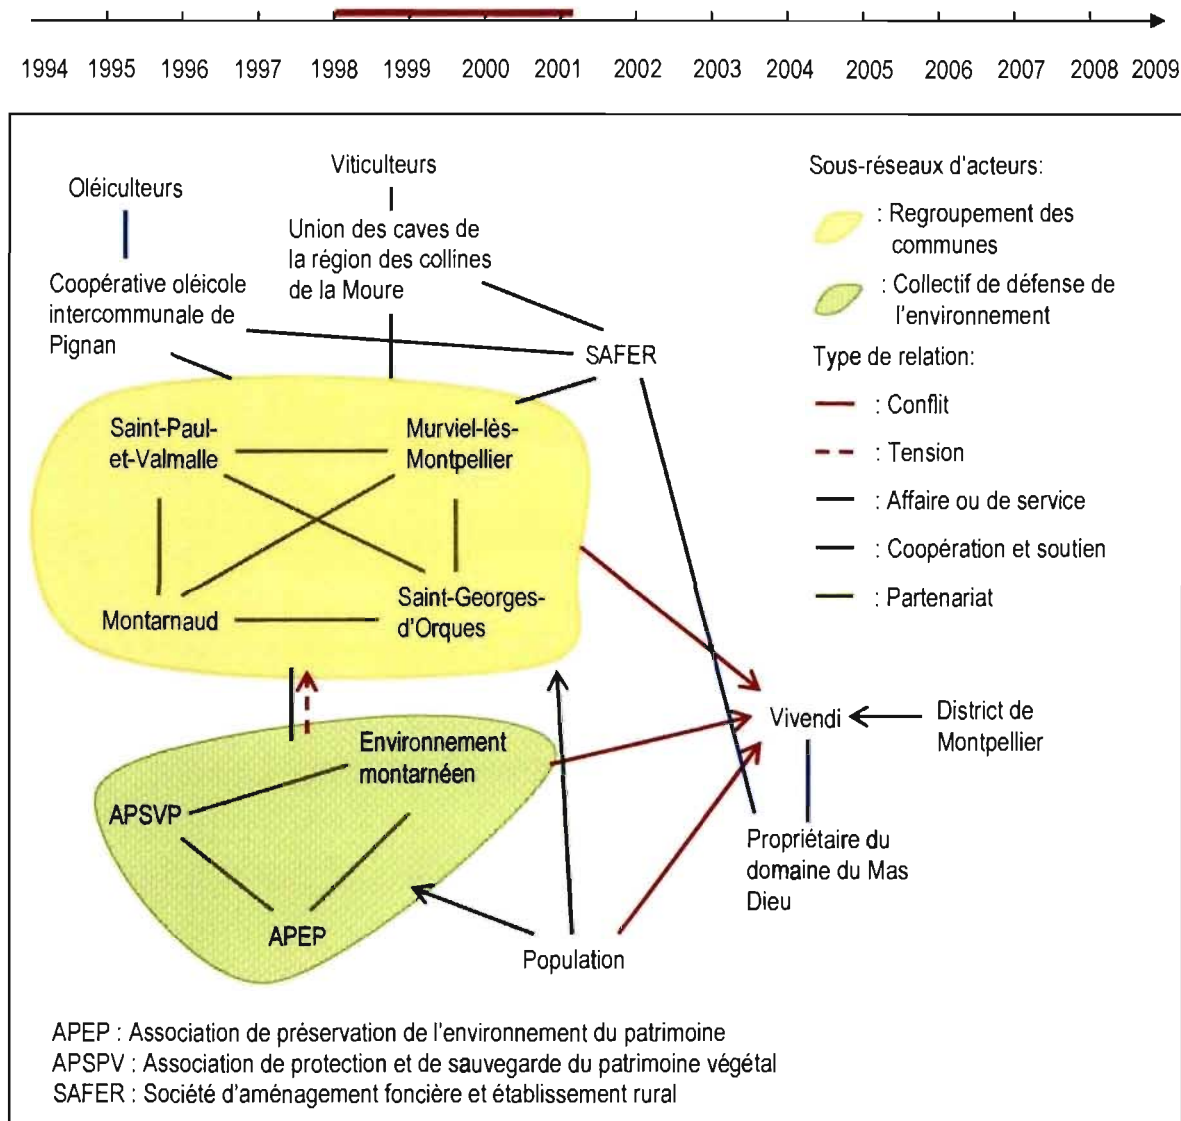 1994 1995 1996 1997 1998 1999 2000 2001 2002 2003 2004 2005 2006 2007 2008 2009
Oléiculteurs
Viticulteurs
Union des caves de
la région des collines
de la Moure
Coopérative oléicole
intercommunale de
Pignan
SAFER
Saint-Paul-
et-Valmalle
Murviel-lès-
Montpellier
Montarnaud
Saint-Georges-
d'Orques
Environnement
montarnéen
APSVP
APEP
Population
Vivendi
District de
Montpellier
Propriétaire du
domaine du Mas
Dieu
Sous-réseaux d'acteurs:
: Regroupement des
communes
: Collectif de défense de
l'environnement
Type de relation:
: Conflit
: Tension
: Affaire ou de service
: Coopération et soutien
: Partenariat
APEP : Association de préservation de l'environnement du patrimoine
APSPV : Association de protection et de sauvegarde du patrimoine végétal
SAFER : Société d'aménagement foncière et établissement rural